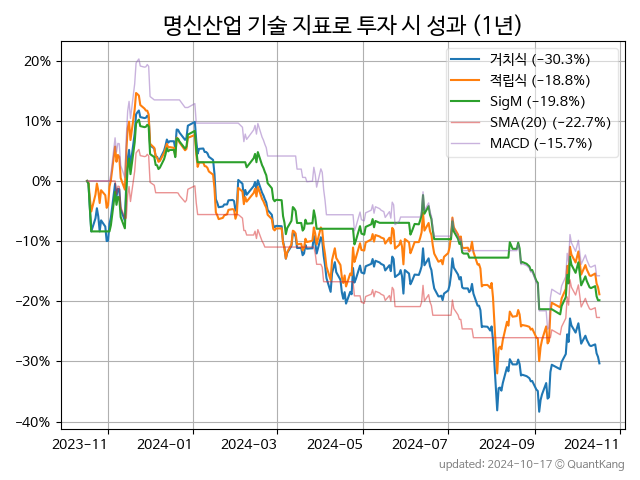 명신산업 기술 지표로 투자 시 성과 (1년)
거치식 (−30.3%)
적립식 (−18.8%)
SigM (−19.8%)
SMA(20) (−22.7%)
MACD (−15.7%)
20%
10%
0%
−10%
−20%
−30%
−40%
2023-11 2024-01 2024-03 2024-05 2024-07 2024-09 2024-11
updated: 2024-10-17 © QuantKang